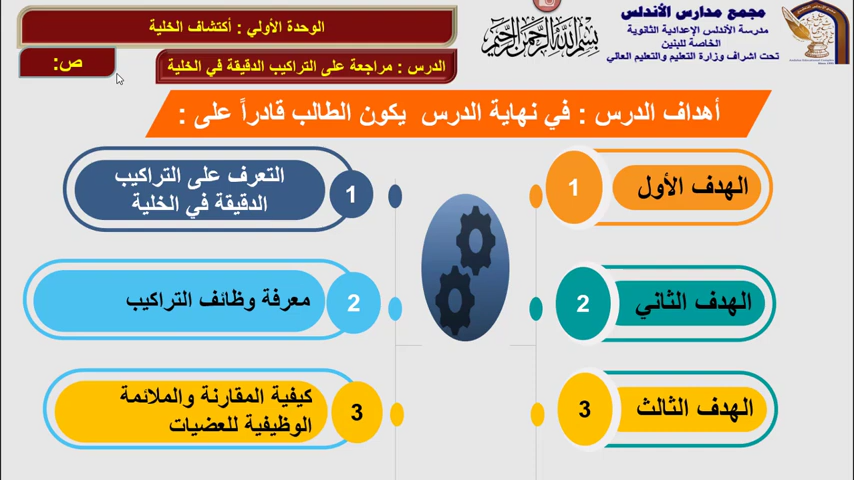 مجمع مدارس الأندلس
مدرسة الأندلس الإعدادية الثانوية
الخاصة للبنين
تحت اشراف وزارة التربية والتعليم العالي
بسم الله الرحمن الرحيم
الوحدة الأولي : أكتشاف الخلية
الدرس : مراجعة على التراكيب الدقيقة في الخلية
ص:
أهداف الدرس : في نهاية الدرس يكون الطالب قادراً على :
الهدف الأول
1
1
التعرف على التراكيب
الدقيقة في الخلية
الهدف الثاني
2
2
معرفة وظائف التراكيب
الهدف الثالث
3
3
كيفية المقارنة والملائمة
الوظيفية للعضيات